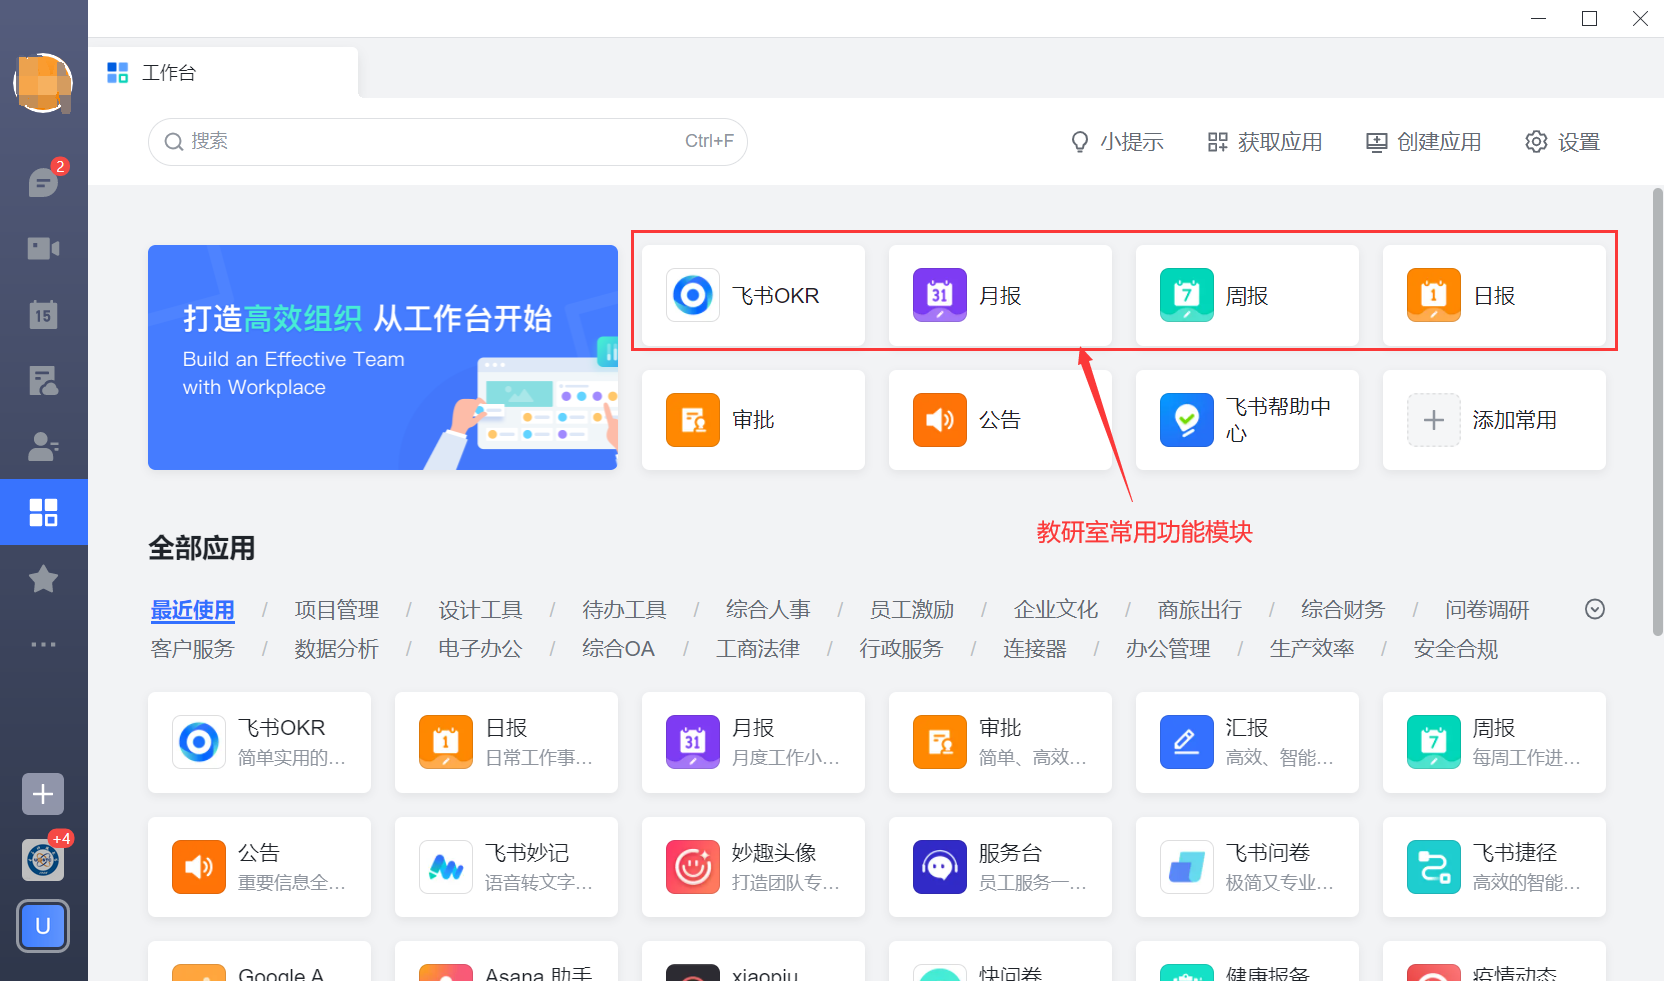 工作台
搜索
Ctrl+F
小提示
获取应用
创建应用
设置
2
15
打造高效组织 从工作台开始
Build an Effective Team
with Workplace
飞书OKR
31
月报
7
周报
1
日报
审批
公告
飞书帮助中
心
添加常用
教研室常用功能模块
全部应用
最近使用 / 项目管理 / 设计工具 / 待办工具 / 综合人事 / 员工激励 / 企业文化 / 商旅出行 / 综合财务 / 问卷调研
客户服务 / 数据分析 / 电子办公 / 综合OA / 工商法律 / 行政服务 / 连接器 / 办公管理 / 生产效率 / 安全合规
飞书OKR
简单实用的...
1
日报
日常工作事...
31
月报
月度工作小...
审批
简单、高效...
汇报
高效、智能...
7
周报
每周工作进...
公告
重要信息全...
飞书妙记
语音转文字...
妙趣头像
打造团队专...
服务台
员工服务一...
飞书问卷
极简又专业...
飞书捷径
高效的智能...
+4
U
Google A
Asana 助手
xiaopiu
快问卷
健康报备
疫情动态